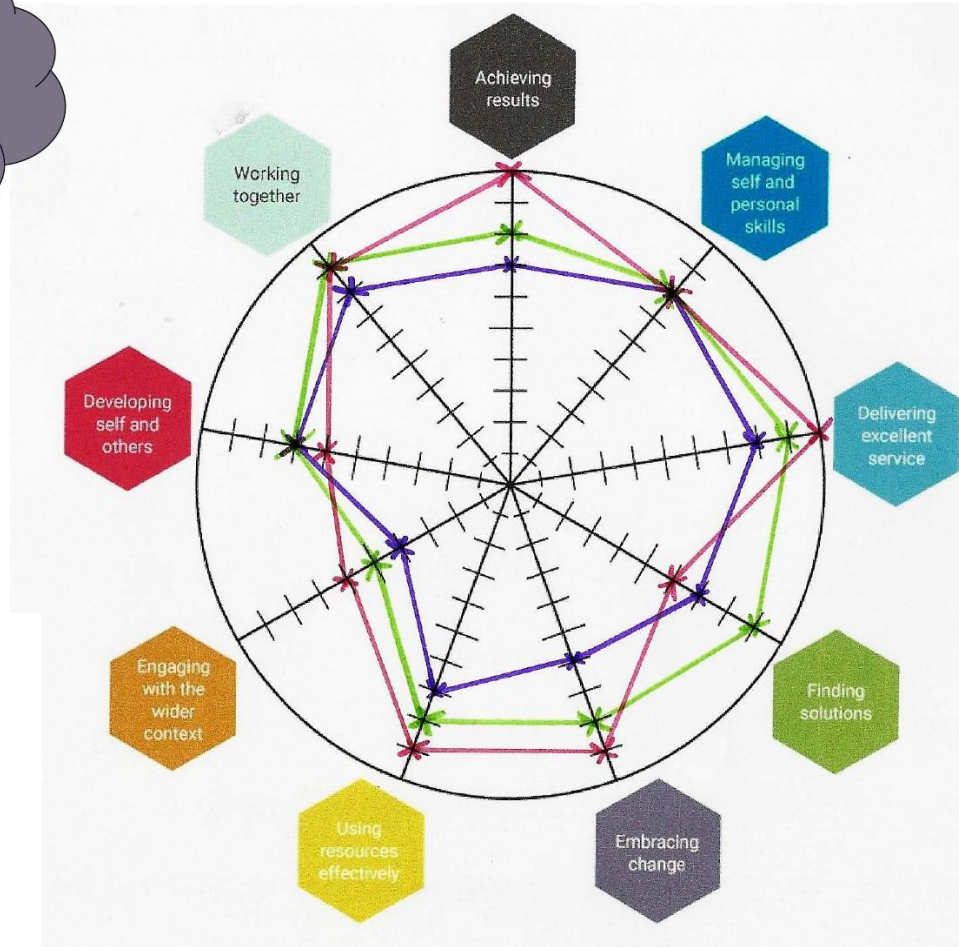 Achieving
results
Managing
self and
personal
skills
Delivering
excellent
service
Finding
solutions
Embracing
change
Using
resources
effectively
Engaging
with the
wider
context
Developing
self and
others
Working
together